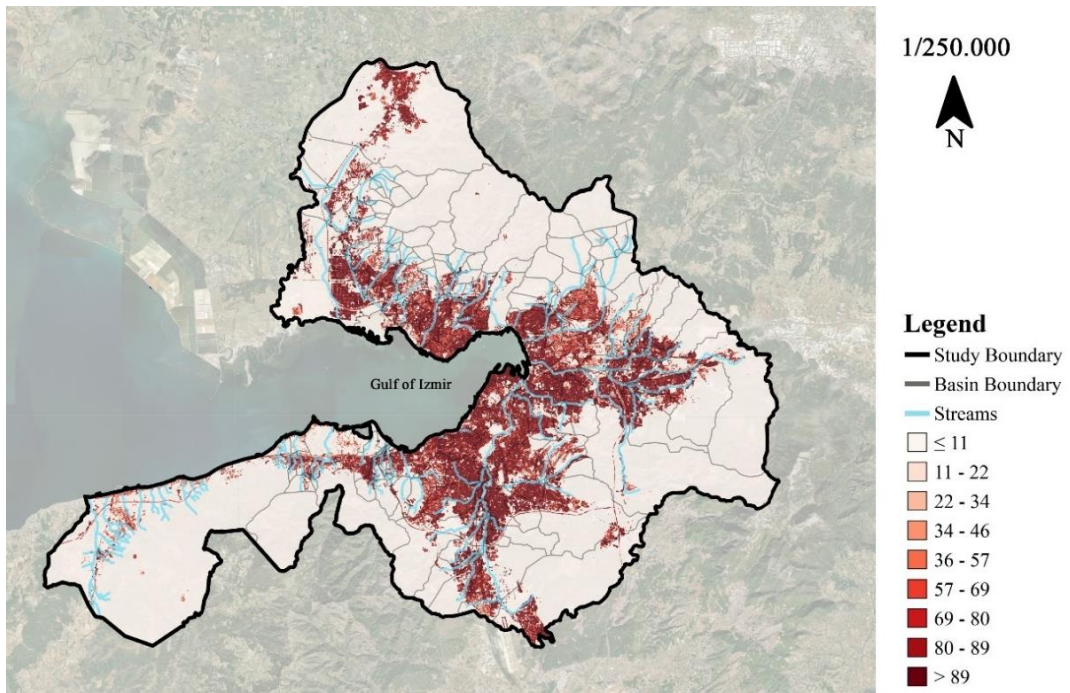 1/250.000
N
Gulf of Izmir
Legend
Study Boundary
Basin Boundary
Streams
≤ 11
11 - 22
22 - 34
34 - 46
36 - 57
57 - 69
69 - 80
80 - 89
> 89